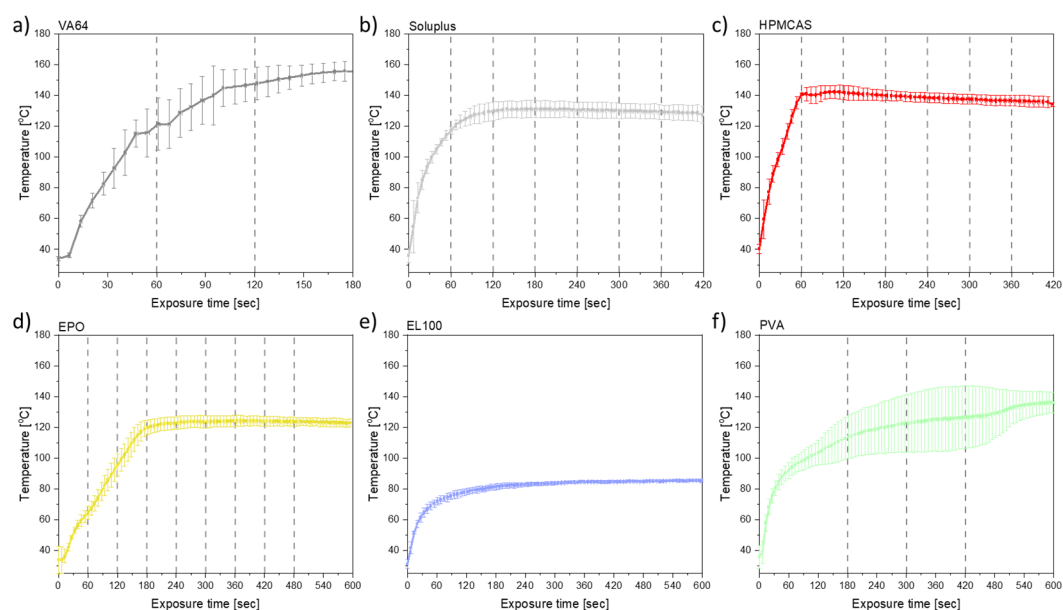 a) VA64
180
160
140
120
100
80
60
40
Temperature [°C]
0 30 60 90 120 150 180
Exposure time [sec]
b) Soluplus
180
160
140
120
100
80
60
40
Temperature [°C]
0 60 120 180 240 300 360 420
Exposure time [sec]
c) HPMCAS
180
160
140
120
100
80
60
40
Temperature [°C]
0 60 120 180 240 300 360 420
Exposure time [sec]
d) EPO
180
160
140
120
100
80
60
40
Temperature [°C]
0 60 120 180 240 300 360 420 480 540 600
Exposure time [sec]
e) EL100
180
160
140
120
100
80
60
40
Temperature [°C]
0 60 120 180 240 300 360 420 480 540 600
Exposure time [sec]
f) PVA
180
160
140
120
100
80
60
40
Temperature [°C]
0 60 120 180 240 300 360 420 480 540 600
Exposure time [sec]